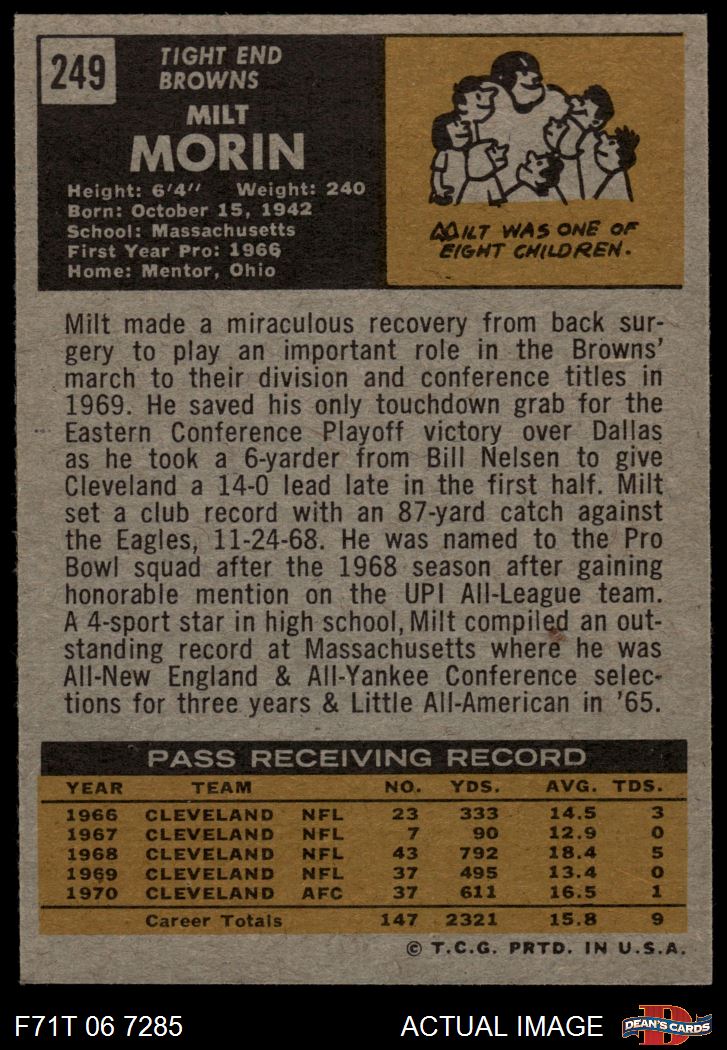 249
TIGHT END
BROWNS
MILT
MORIN
Height: 6'4" Weight: 240
Born: October 15, 1942
School: Massachusetts
First Year Pro: 1966
Home: Mentor, Ohio
MILT WAS ONE OF
EIGHT CHILDREN.
Milt made a miraculous recovery from back sur-
gery to play an important role in the Browns'
march to their division and conference titles in
1969. He saved his only touchdown grab for the
Eastern Conference Playoff victory over Dallas
as he took a 6-yarder from Bill Nelsen to give
Cleveland a 14-0 lead late in the first half. Milt
set a club record with an 87-yard catch against
the Eagles, 11-24-68. He was named to the Pro
Bowl squad after the 1968 season after gaining
honorable mention on the UPI All-League team.
A 4-sport star in high school, Milt compiled an out-
standing record at Massachusetts where he was
All-New England & All-Yankee Conference selec-
tions for three years & Little All-American in '65.
PASS RECEIVING RECORD
YEAR TEAM NO. YDS. AVG. TDS.
1966 CLEVELAND NFL 23 333 14.5 3
1967 CLEVELAND NFL 7 90 12.9 0
1968 CLEVELAND NFL 43 792 18.4 5
1969 CLEVELAND NFL 37 495 13.4 0
1970 CLEVELAND AFC 37 611 16.5 1
Career Totals 147 2321 15.8 9
© T.C.G. PRTD. IN U.S.A.
F71T 06 7285 ACTUAL IMAGE
D
DEAN'S CARDS